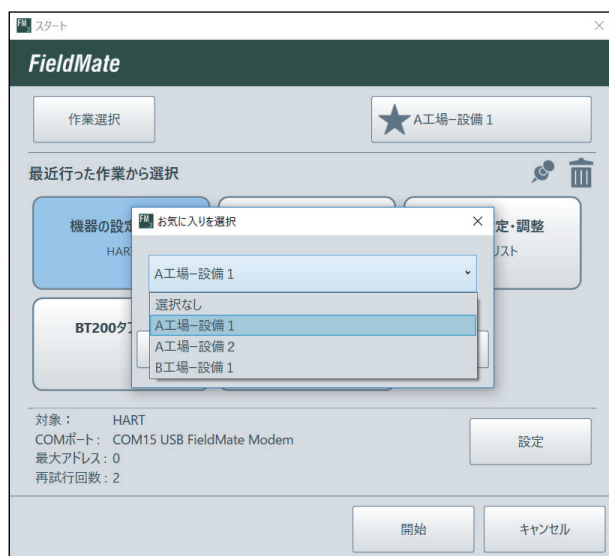 スタート
FieldMate
作業選択
A工場−設備 1
最近行った作業から選択
機器の設定
HART
定・調整
リスト
お気に入りを選択
A工場−設備 1
選択なし
A工場−設備 1
A工場−設備 2
B工場−設備 1
BT200タ
対象： HART
COMポート： COM15 USB FieldMate Modem
最大アドレス：0
再試行回数：2
設定
開始
キャンセル